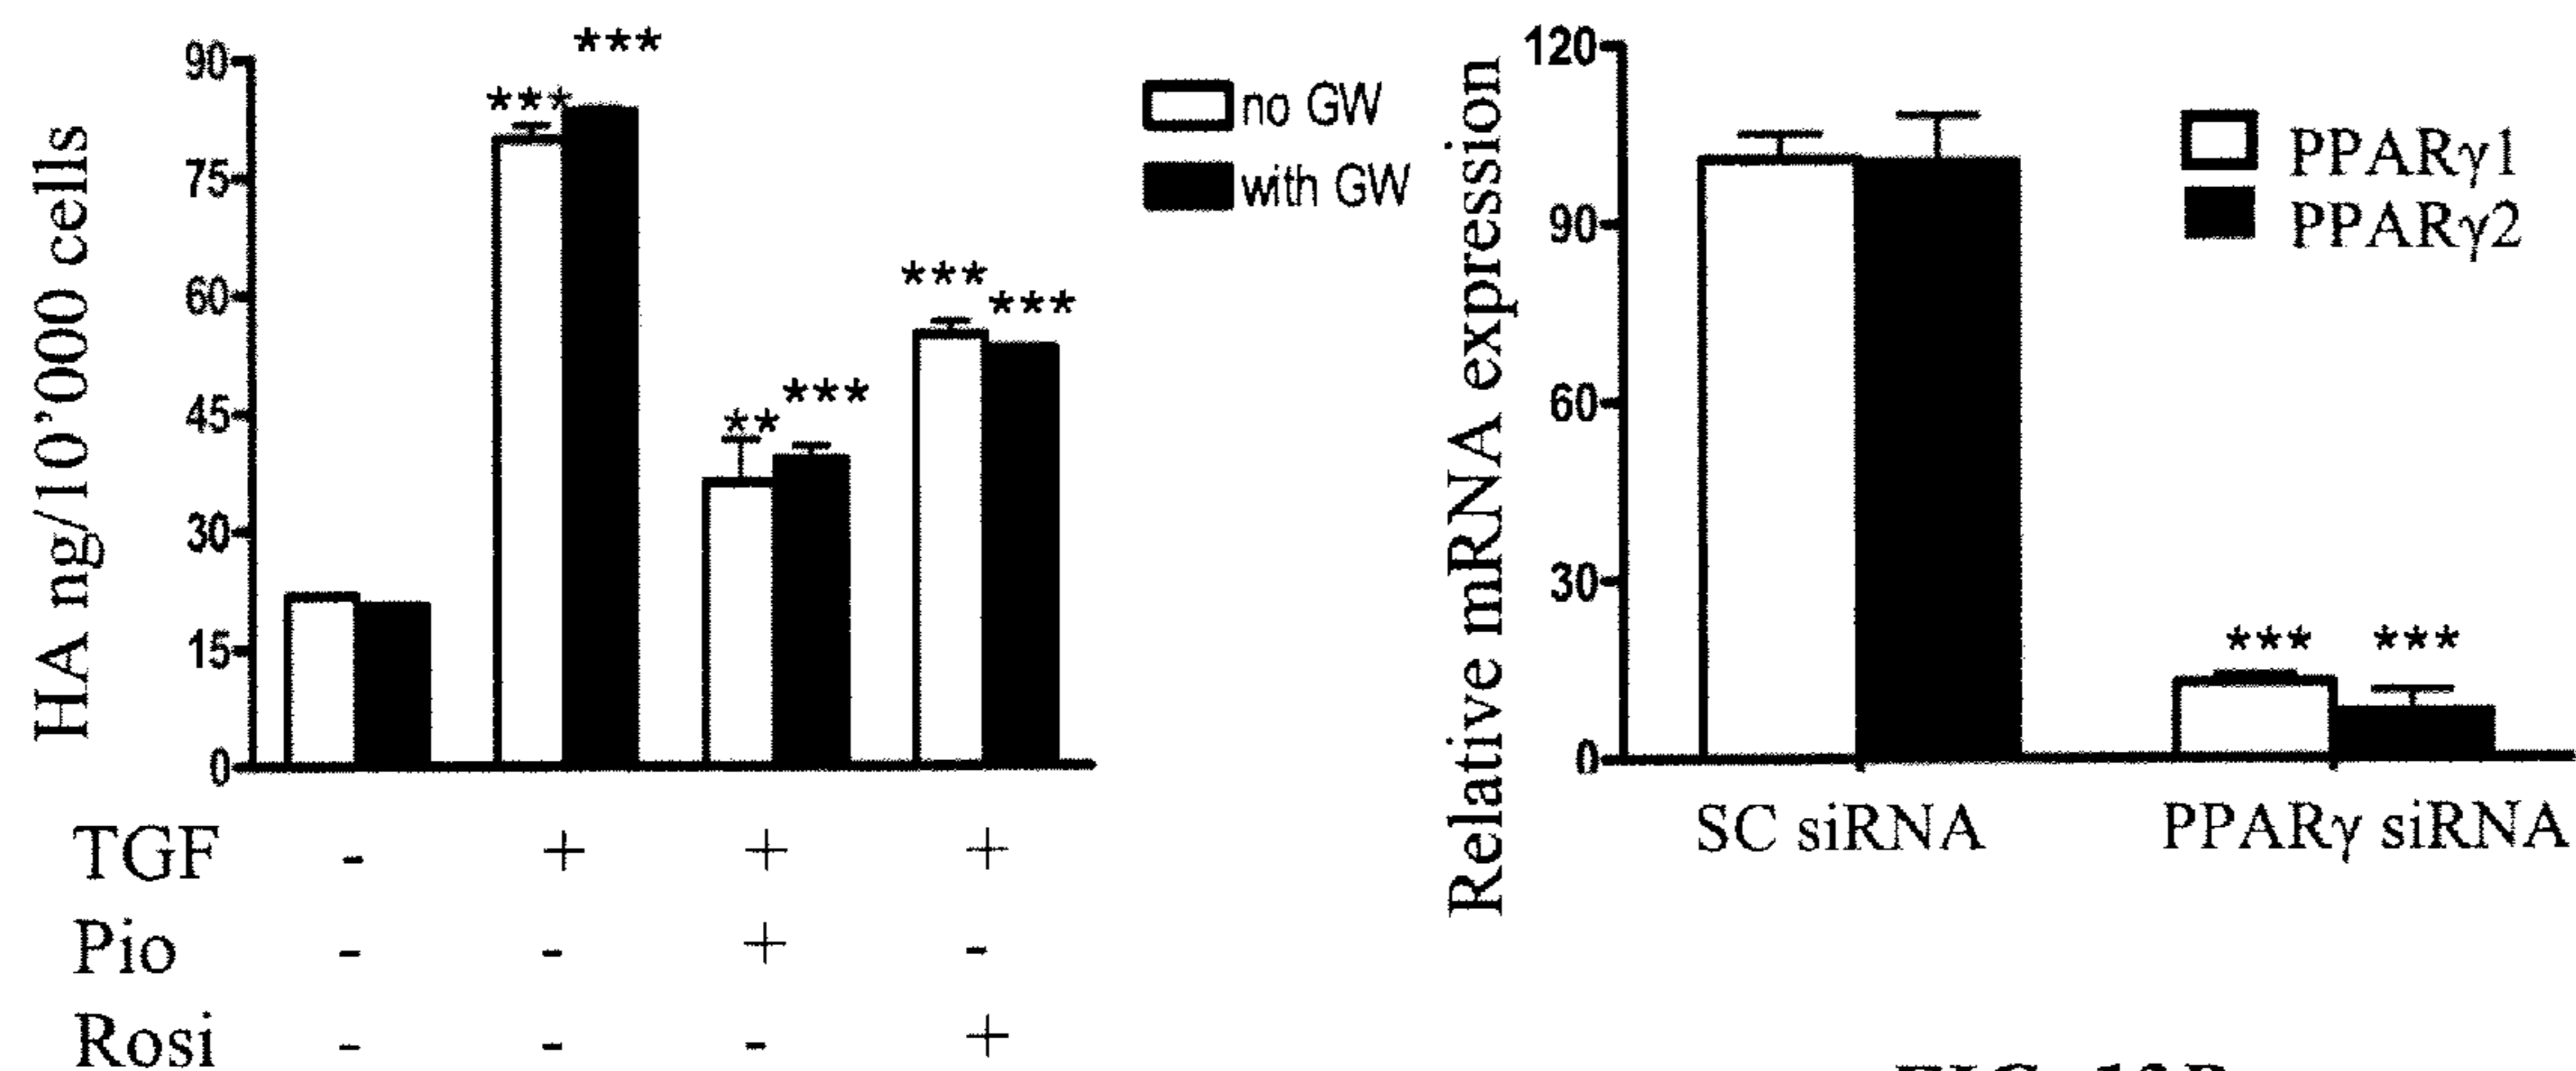 HA ng/10'000 cells
90
75
60
45
30
15
0
***
***
**
***
***
***
no GW
with GW
TGF - + + +
Pio - - + -
Rosi - - - +
Relative mRNA expression
120
90
60
30
0
PPARγ1
PPARγ2
***
***
SC siRNA
PPARγ siRNA